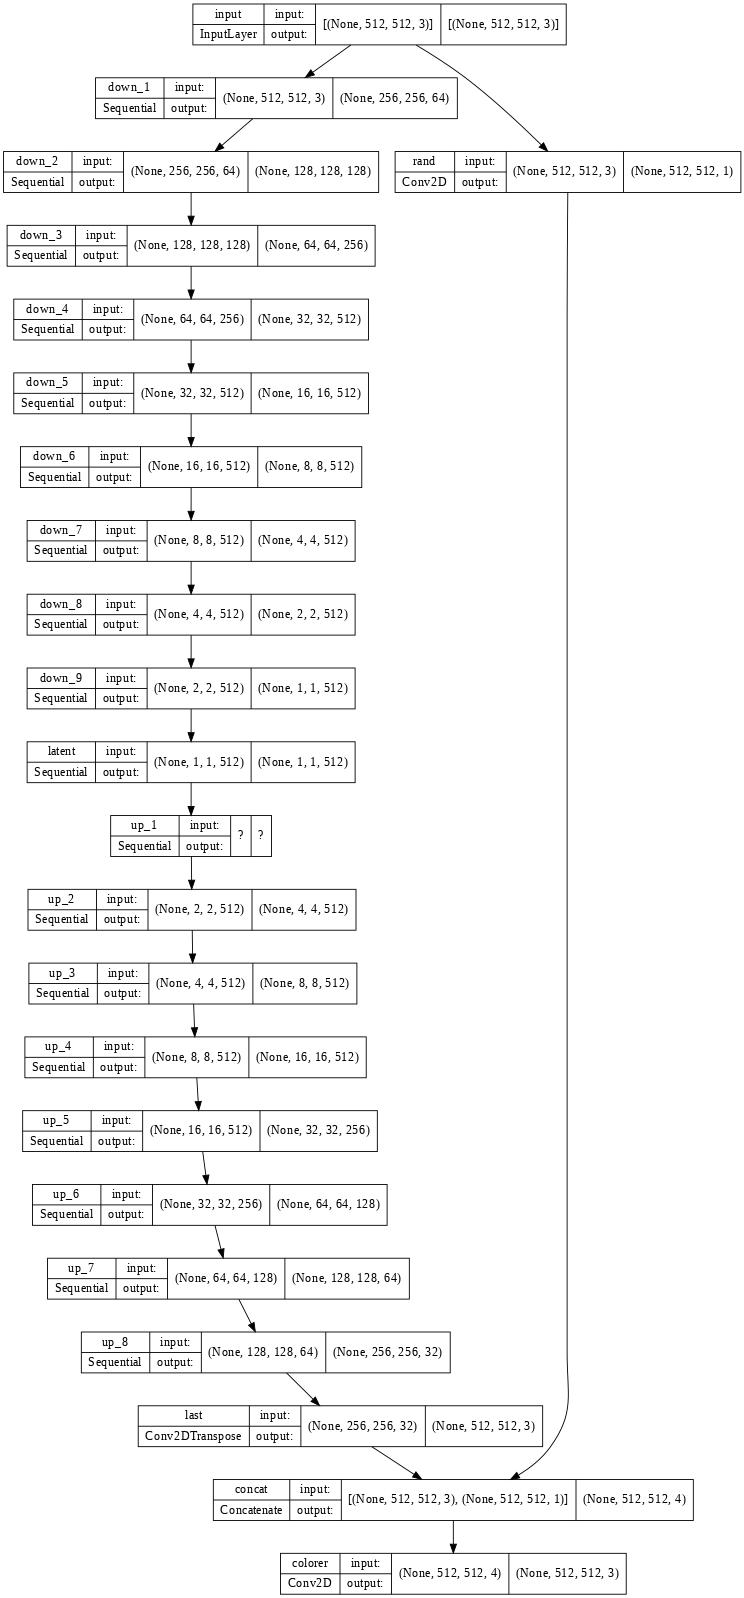 input input: [(None, 512, 512, 3)] [(None, 512, 512, 3)]
InputLayer output:
down_1 input: (None, 512, 512, 3) (None, 256, 256, 64)
Sequential output:
down_2 input: (None, 256, 256, 64) (None, 128, 128, 128)
Sequential output:
rand input: (None, 512, 512, 3) (None, 512, 512, 1)
Conv2D output:
down_3 input: (None, 128, 128, 128) (None, 64, 64, 256)
Sequential output:
down_4 input: (None, 64, 64, 256) (None, 32, 32, 512)
Sequential output:
down_5 input: (None, 32, 32, 512) (None, 16, 16, 512)
Sequential output:
down_6 input: (None, 16, 16, 512) (None, 8, 8, 512)
Sequential output:
down_7 input: (None, 8, 8, 512) (None, 4, 4, 512)
Sequential output:
down_8 input: (None, 4, 4, 512) (None, 2, 2, 512)
Sequential output:
down_9 input: (None, 2, 2, 512) (None, 1, 1, 512)
Sequential output:
latent input: (None, 1, 1, 512) (None, 1, 1, 512)
Sequential output:
up_1 input: ? ?
Sequential output:
up_2 input: (None, 2, 2, 512) (None, 4, 4, 512)
Sequential output:
up_3 input: (None, 4, 4, 512) (None, 8, 8, 512)
Sequential output:
up_4 input: (None, 8, 8, 512) (None, 16, 16, 512)
Sequential output:
up_5 input: (None, 16, 16, 512) (None, 32, 32, 256)
Sequential output:
up_6 input: (None, 32, 32, 256) (None, 64, 64, 128)
Sequential output:
up_7 input: (None, 64, 64, 128) (None, 128, 128, 64)
Sequential output:
up_8 input: (None, 128, 128, 64) (None, 256, 256, 32)
Sequential output:
last input: (None, 256, 256, 32) (None, 512, 512, 3)
Conv2DTranspose output:
concat input: [(None, 512, 512, 3), (None, 512, 512, 1)] (None, 512, 512, 4)
Concatenate output:
colorer input: (None, 512, 512, 4) (None, 512, 512, 3)
Conv2D output: